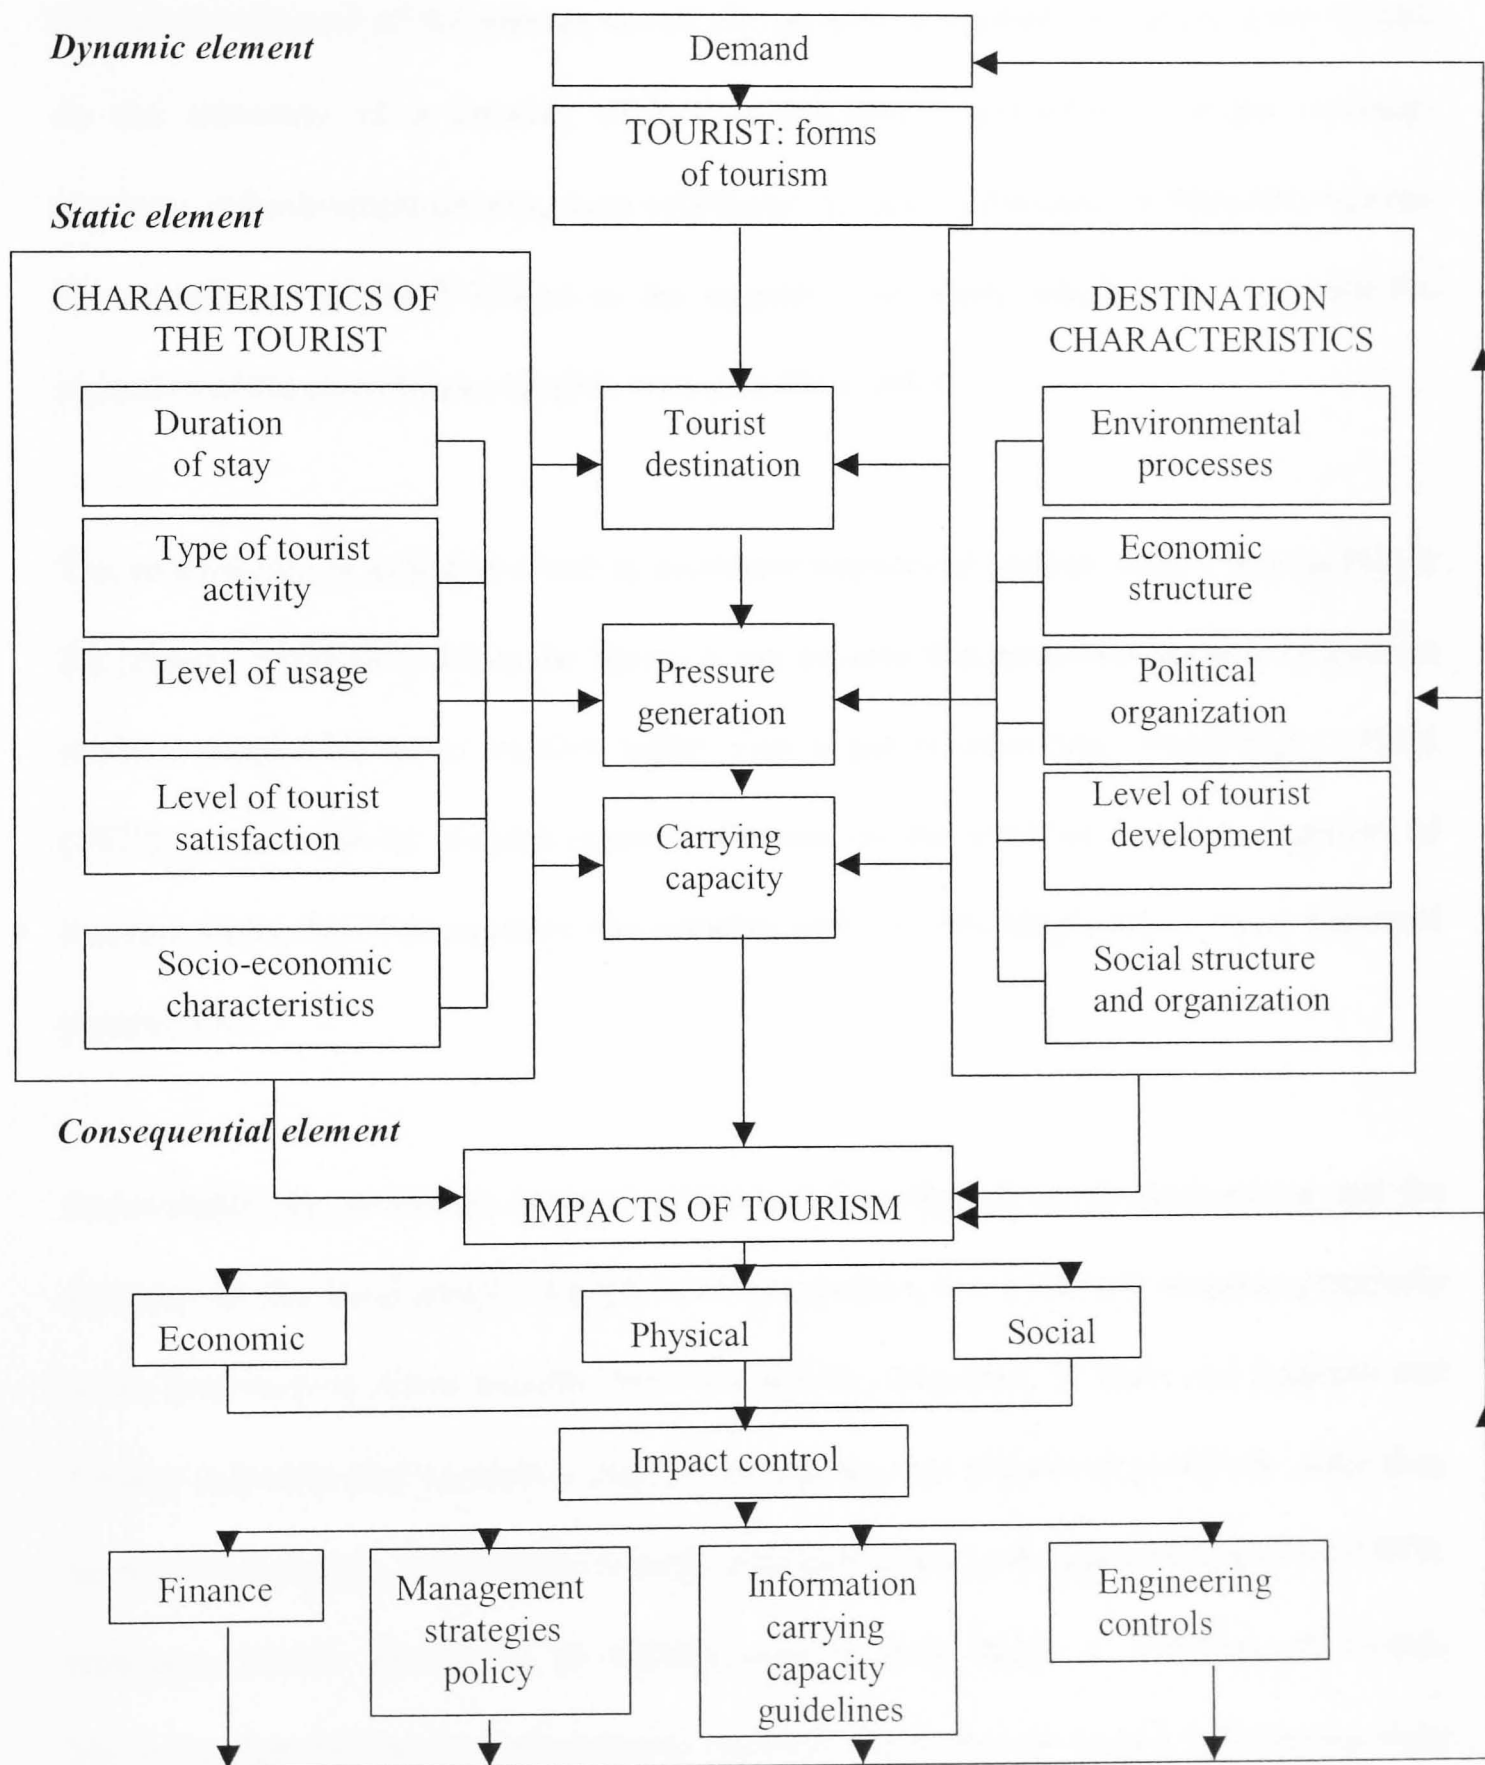 Dynamic element
Demand
TOURIST: forms
of tourism
Static element
CHARACTERISTICS OF
THE TOURIST
Duration
of stay
Type of tourist
activity
Level of usage
Level of tourist
satisfaction
Socio-economic
characteristics
Tourist
destination
Pressure
generation
Carrying
capacity
DESTINATION
CHARACTERISTICS
Environmental
processes
Economic
structure
Political
organization
Level of tourist
development
Social structure
and organization
Consequential element
IMPACTS OF TOURISM
Economic
Physical
Social
Impact control
Finance
Management
strategies
policy
Information
carrying
capacity
guidelines
Engineering
controls